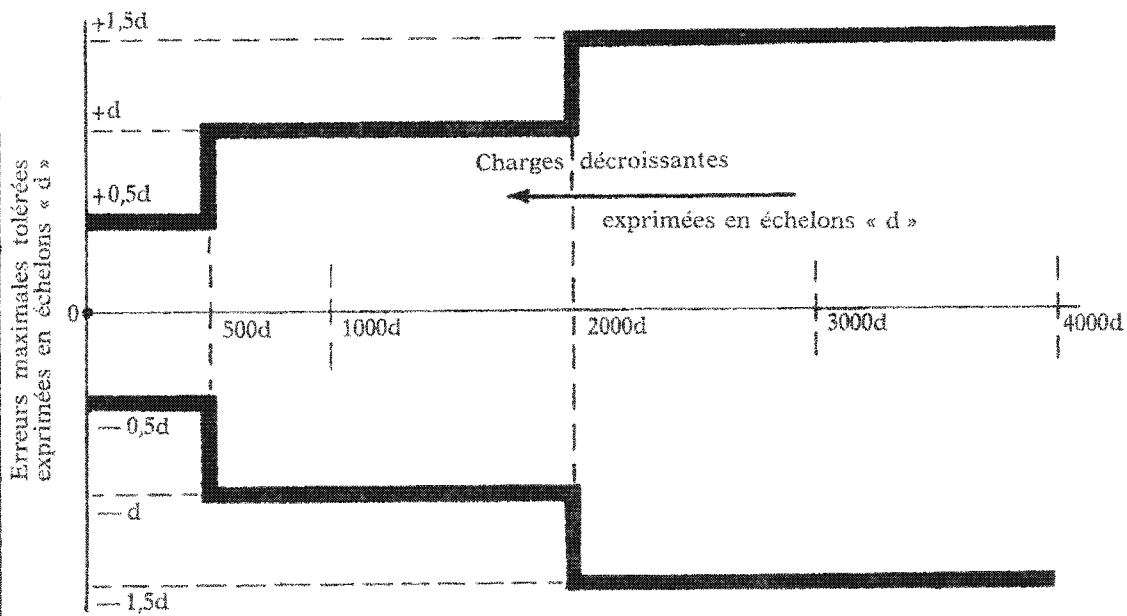 +1,5d
+d
Charges décroissantes
+0,5d
exprimées en échelons « d »
Erreurs maximales tolérées
exprimées en échelons « d »
0
500d
1000d
2000d
3000d
4000d
— 0,5d
— d
— 1,5d